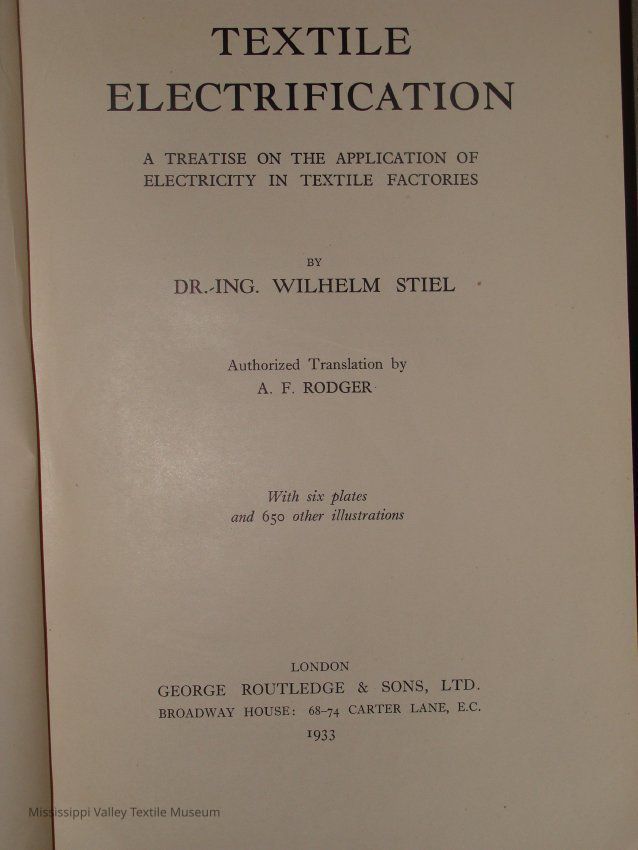 TEXTILE
ELECTRIFICATION
A TREATISE ON THE APPLICATION OF
ELECTRICITY IN TEXTILE FACTORIES
BY
DR.-ING. WILHELM STIEL
Authorized Translation by
A. F. RODGER
With six plates
and 650 other illustrations
LONDON
GEORGE ROUTLEDGE & SONS, LTD.
BROADWAY HOUSE: 68–74 CARTER LANE, E.C.
1933
Mississippi Valley Textile Museum